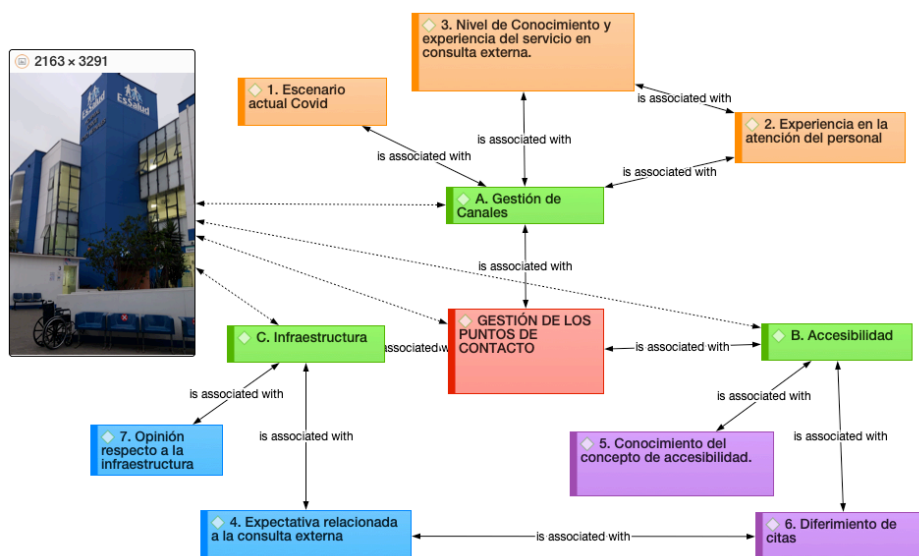 2163 × 3291
EsSalud
EsSalud
3. Nivel de Conocimiento y
experiencia del servicio en
consulta externa.
1. Escenario
actual Covid
is associated with
2. Experiencia en la
atención del personal
is associated with
is associated with
is associated with
A. Gestión de
Canales
is associated with
GESTIÓN DE LOS
PUNTOS DE
CONTACTO
C. Infraestructura
associated w
is associated with
B. Accesibilidad
is associated with
is associated with
7. Opinión
respecto a la
infraestructura
is associated with
is associated with
5. Conocimiento del
concepto de accesibilidad.
4. Expectativa relacionada
a la consulta externa
is associated with
6. Diferimiento de
citas